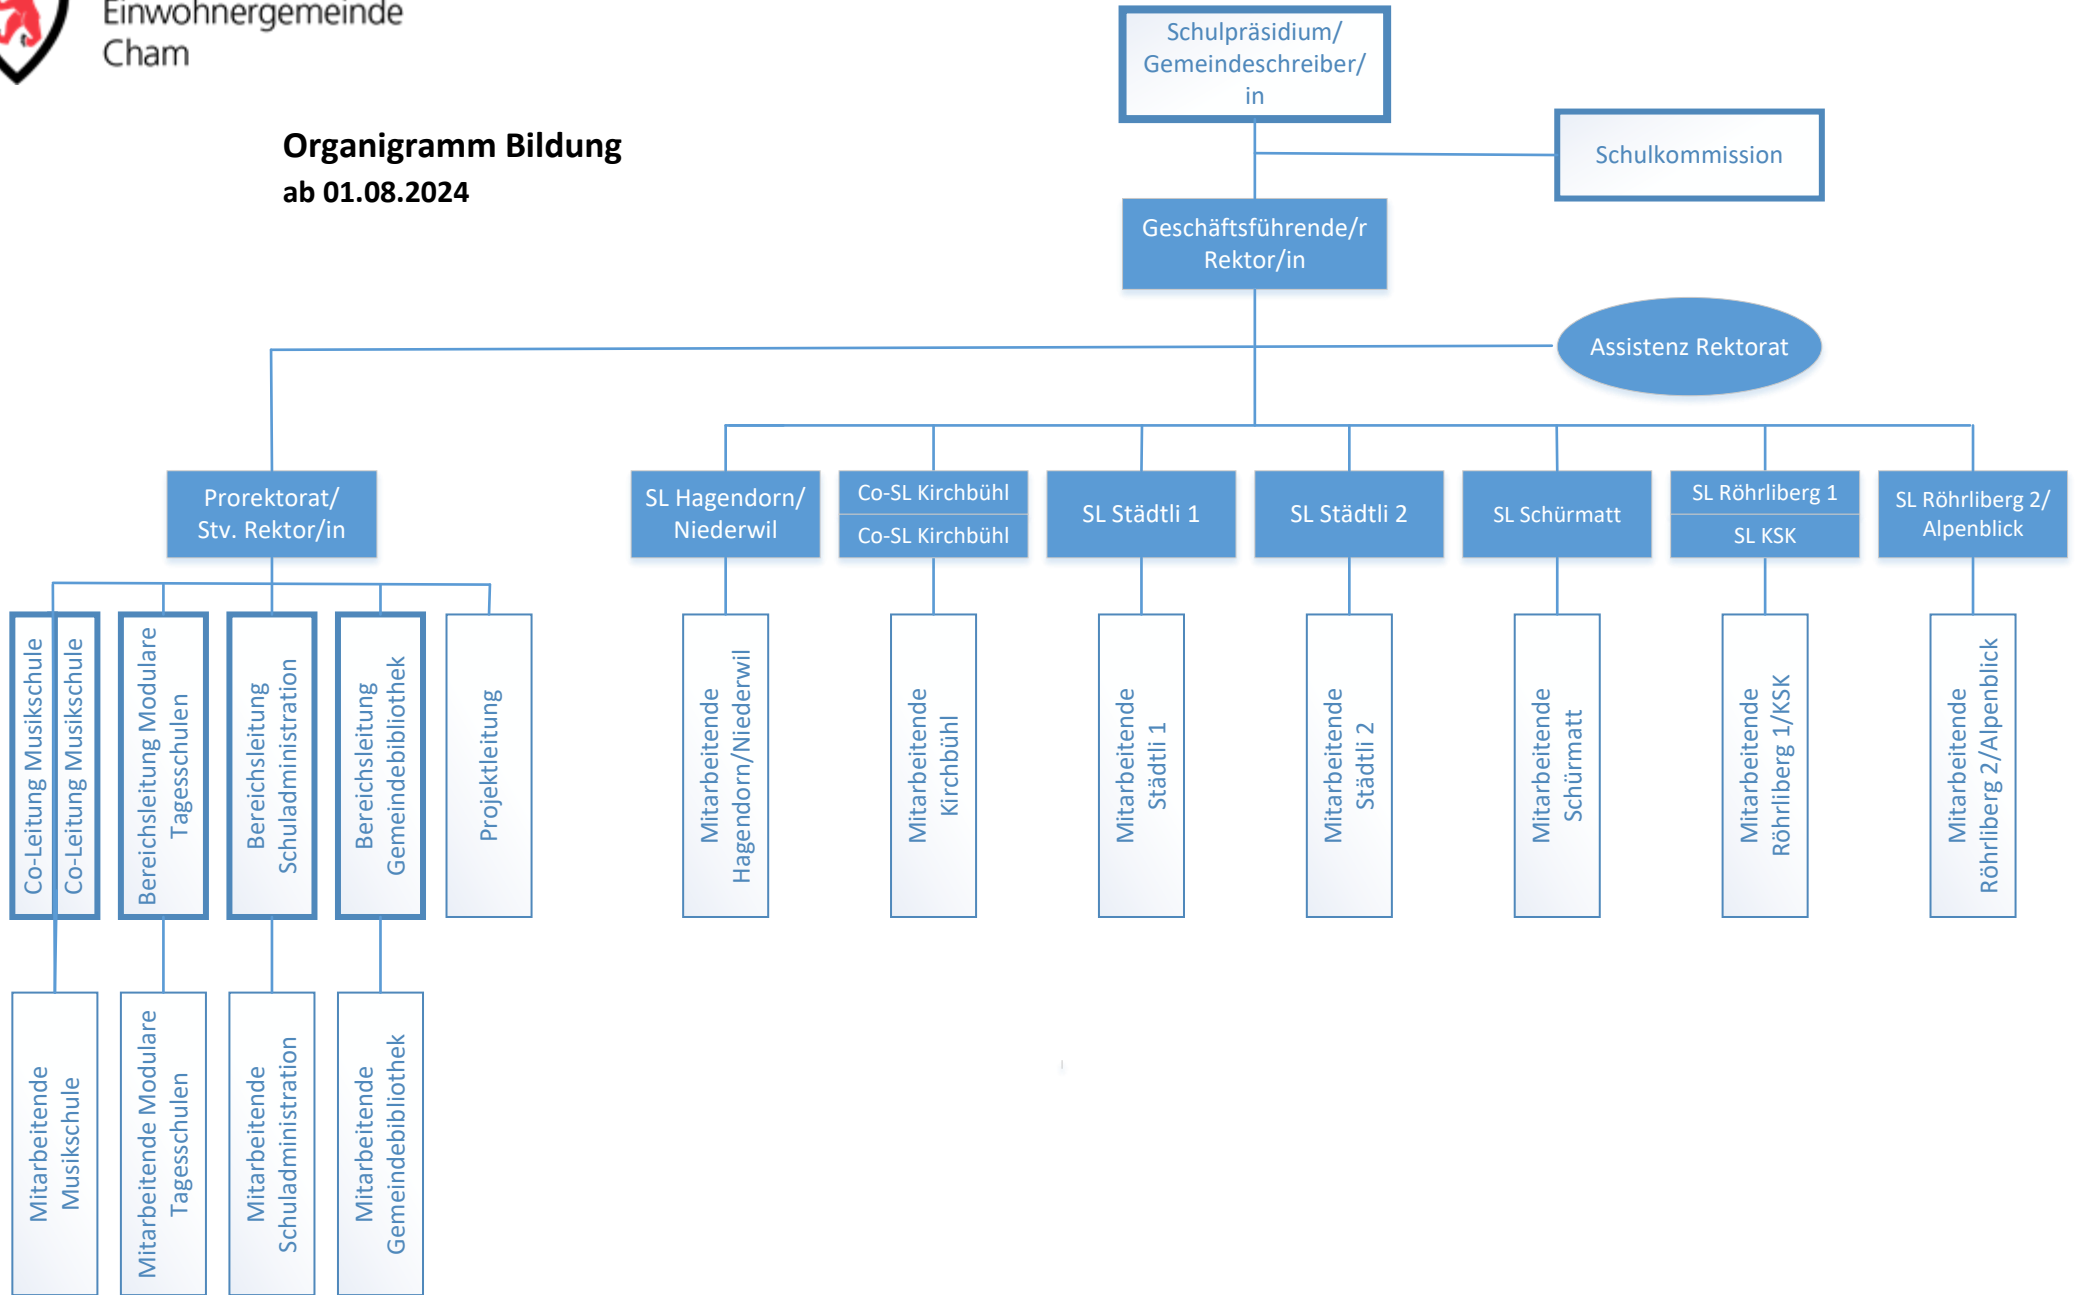 Einwohnergemeinde
Cham
Organigramm Bildung
ab 01.08.2024
Schulpräsidium/
Gemeindeschreiber/
in
Schulkommission
Geschäftsführende/r
Rektor/in
Assistenz Rektorat
Prorektorat/
Stv. Rektor/in
SL Hagendorn/
Niederwil
Co-SL Kirchbühl
Co-SL Kirchbühl
SL Städtli 1
SL Städtli 2
SL Schürmatt
SL Röhrliberg 1
SL KSK
SL Röhrliberg 2/
Alpenblick
Co-Leitung Musikschule
Co-Leitung Musikschule
Bereichsleitung Modulare
Tagesschulen
Bereichsleitung
Schuladministration
Bereichsleitung
Gemeindebibliothek
Projektleitung
Mitarbeitende
Hagendorn/Niederwil
Mitarbeitende
Kirchbühl
Mitarbeitende
Städtli 1
Mitarbeitende
Städtli 2
Mitarbeitende
Schürmatt
Mitarbeitende
Röhrliberg 1/KSK
Mitarbeitende
Röhrliberg 2/Alpenblick
Mitarbeitende
Musikschule
Mitarbeitende Modulare
Tagesschulen
Mitarbeitende
Schuladministration
Mitarbeitende
Gemeindebibliothek